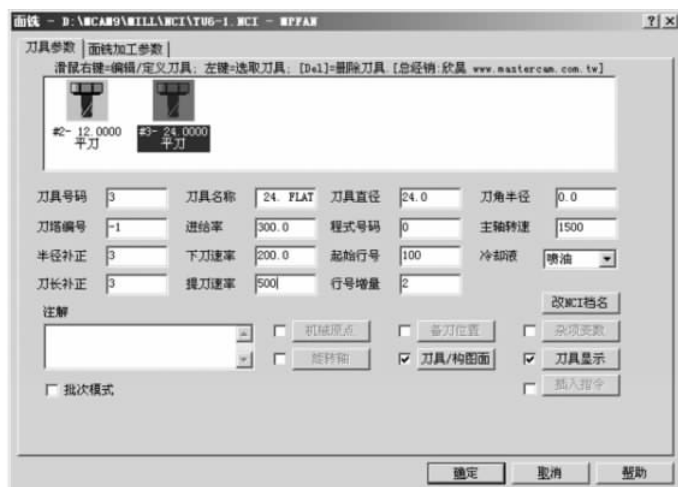 面铣 - D:\MCAM9\MILL\NCI\TU6-1.NCI - MPFAN
刀具参数 面铣加工参数
滑鼠右键=编辑/定义刀具; 左键=选取刀具; [Del]=删除刀具.[总经销:欣昊 www.mastercam.com.tw]
#2- 12.0000 #3- 24.0000
平刀 平刀
刀具号码 3 刀具名称 24. FLAT 刀具直径 24.0 刀角半径 0.0
刀塔编号 -1 进给率 300.0 程式号码 0 主轴转速 1500
半径补正 3 下刀速率 200.0 起始行号 100 冷却液 喷油
刀长补正 3 提刀速率 500 行号增量 2
改NCI档名
注解
机械原点 备刀位置 杂项变数
旋转轴 刀具/构图面 刀具显示
批次模式 插入指令
确定 取消 帮助